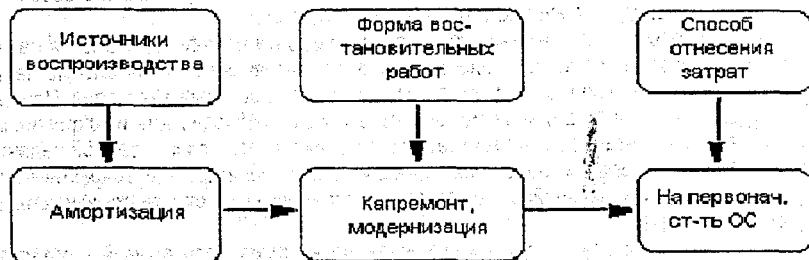 Источники
воспроизводства
Форма вос-
тановительных
работ
Способ
отнесения
затрат
Амортизация
Капремонт,
модернизация
На первонач.
ст-ть ОС